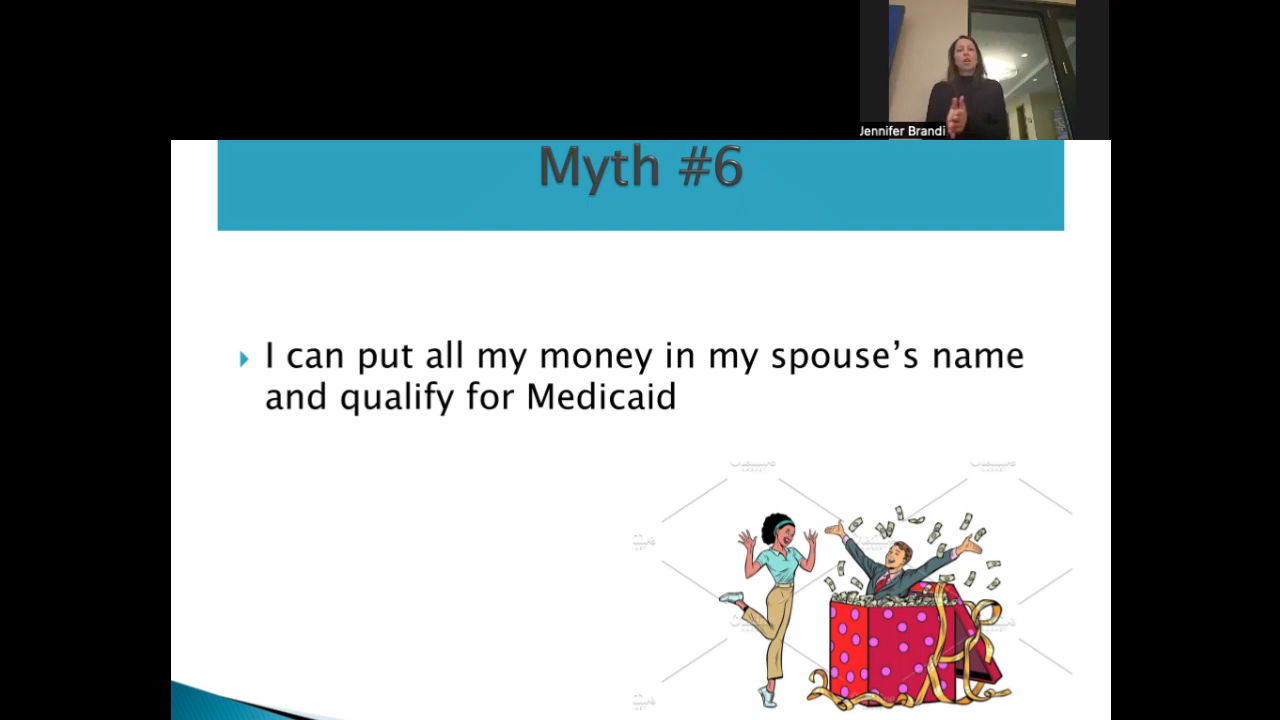 Jennifer Brandi
Myth #6
I can put all my money in my spouse’s name
and qualify for Medicaid